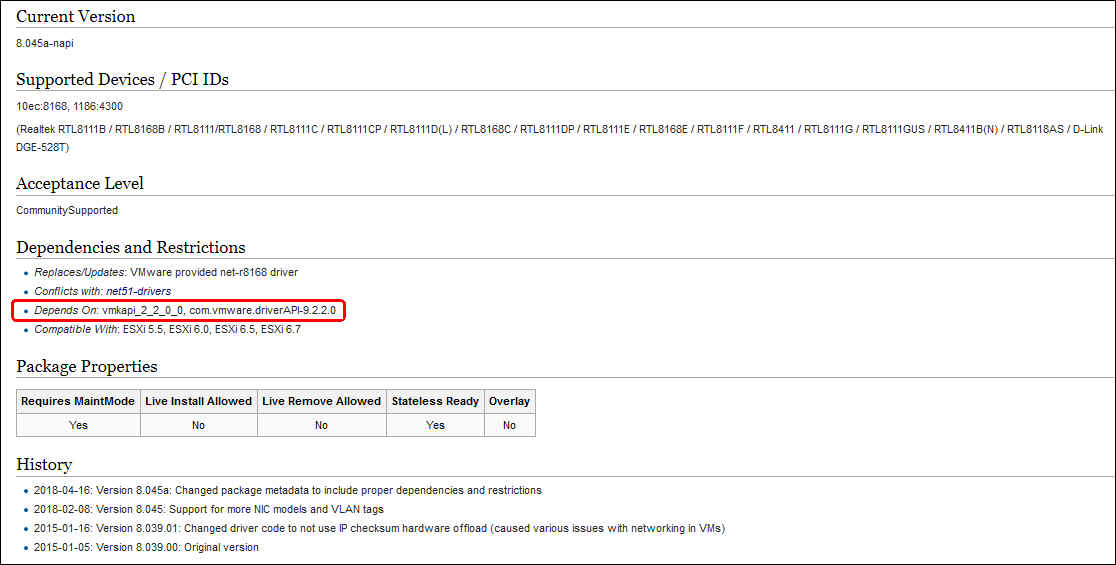 Current Version
8.045a-napi
Supported Devices / PCI IDs
10ec:8168, 1186:4300
(Realtek RTL8111B / RTL8168B / RTL8111/RTL8168 / RTL8111C / RTL8111CP / RTL8111D(L) / RTL8168C / RTL8111DP / RTL8111E / RTL8168E / RTL8111F / RTL8411 / RTL8111G / RTL8111GUS / RTL8411B(N) / RTL8118AS / D-Link
DGE-528T)
Acceptance Level
CommunitySupported
Dependencies and Restrictions
Replaces/Updates: VMware provided net-r8168 driver
Conflicts with: net51-drivers
Depends On: vmkapi_2_2_0_0, com.vmware.driverAPI-9.2.2.0
Compatible With: ESXi 5.5, ESXi 6.0, ESXi 6.5, ESXi 6.7
Package Properties
Requires MaintMode Live Install Allowed Live Remove Allowed Stateless Ready Overlay
Yes No No Yes No
History
2018-04-16: Version 8.045a: Changed package metadata to include proper dependencies and restrictions
2018-02-08: Version 8.045: Support for more NIC models and VLAN tags
2015-01-16: Version 8.039.01: Changed driver code to not use IP checksum hardware offload (caused various issues with networking in VMs)
2015-01-05: Version 8.039.00: Original version